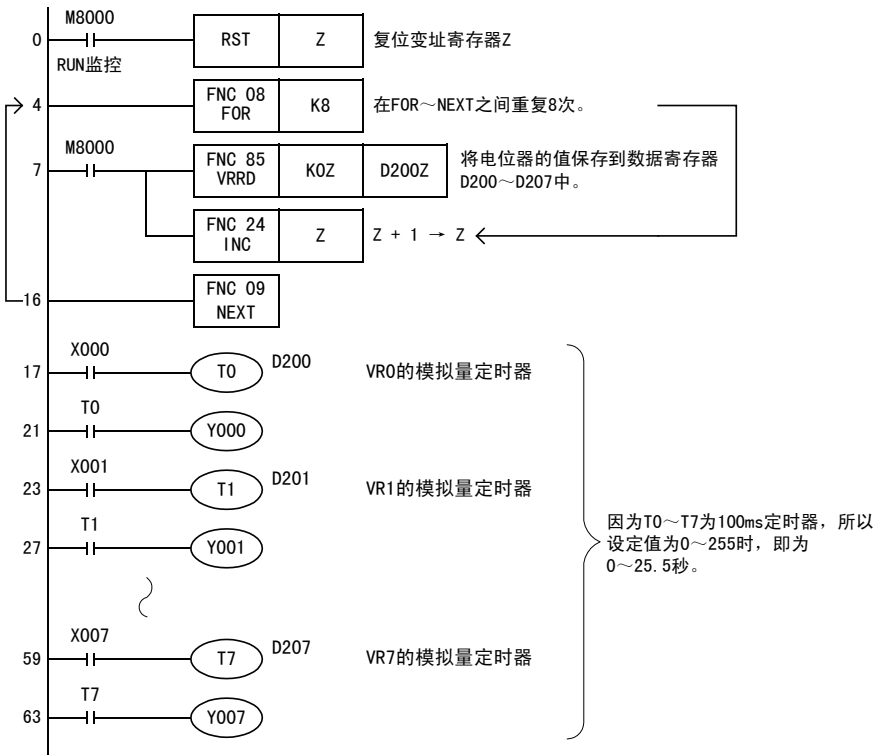 M8000
0 RST Z 复位变址寄存器Z
RUN监控
4 FNC 08 FOR K8 在FOR~NEXT之间重复8次。
M8000
7 FNC 85 VRRD K0Z D200Z 将电位器的值保存到数据寄存器
D200~D207中。
FNC 24 INC Z Z + 1 → Z
16 FNC 09 NEXT
X000
17 T0 D200 VR0的模拟量定时器
T0
21 Y000
X001
23 T1 D201 VR1的模拟量定时器
T1
27 Y001
因为T0~T7为100ms定时器,所以
设定值为0~255时,即为
0~25.5秒。
X007
59 T7 D207 VR7的模拟量定时器
T7
63 Y007